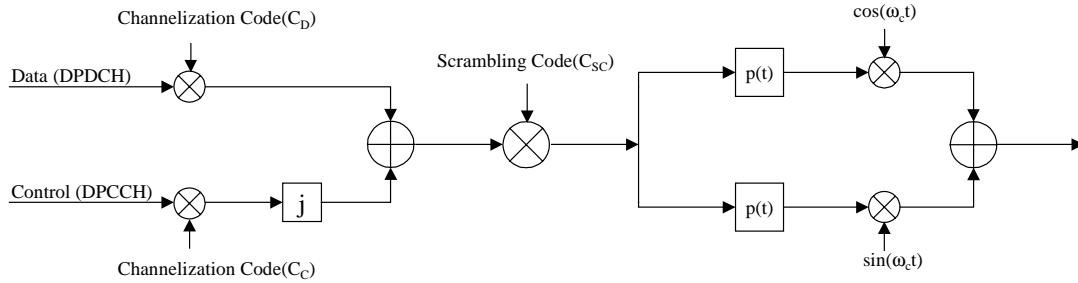 Channelization Code(C_D)
Data (DPDCH)
Scrambling Code(C_SC)
cos(ω_c t)
p(t)
Control (DPCCH)
j
p(t)
Channelization Code(C_C)
sin(ω_c t)